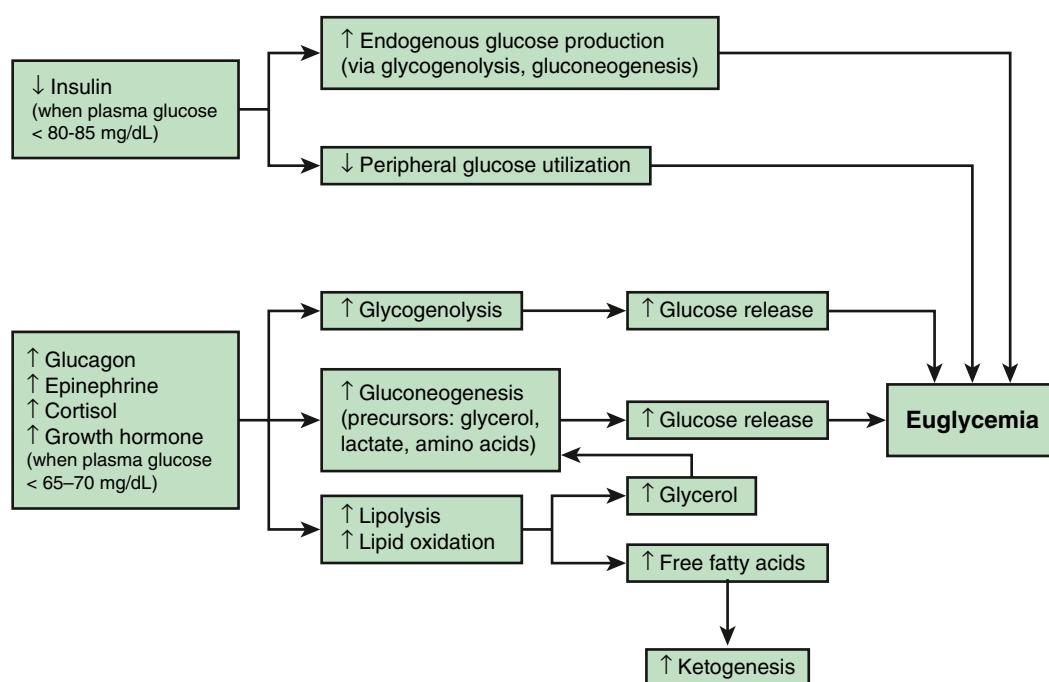 ↑ Endogenous glucose production
(via glycogenolysis, gluconeogenesis)
↓ Insulin
(when plasma glucose
< 80-85 mg/dL)
↓ Peripheral glucose utilization
↑ Glycogenolysis
↑ Glucose release
↑ Glucagon
↑ Epinephrine
↑ Cortisol
↑ Growth hormone
(when plasma glucose
< 65–70 mg/dL)
↑ Gluconeogenesis
(precursors: glycerol,
lactate, amino acids)
↑ Glucose release
Euglycemia
↑ Lipolysis
↑ Lipid oxidation
↑ Glycerol
↑ Free fatty acids
↑ Ketogenesis